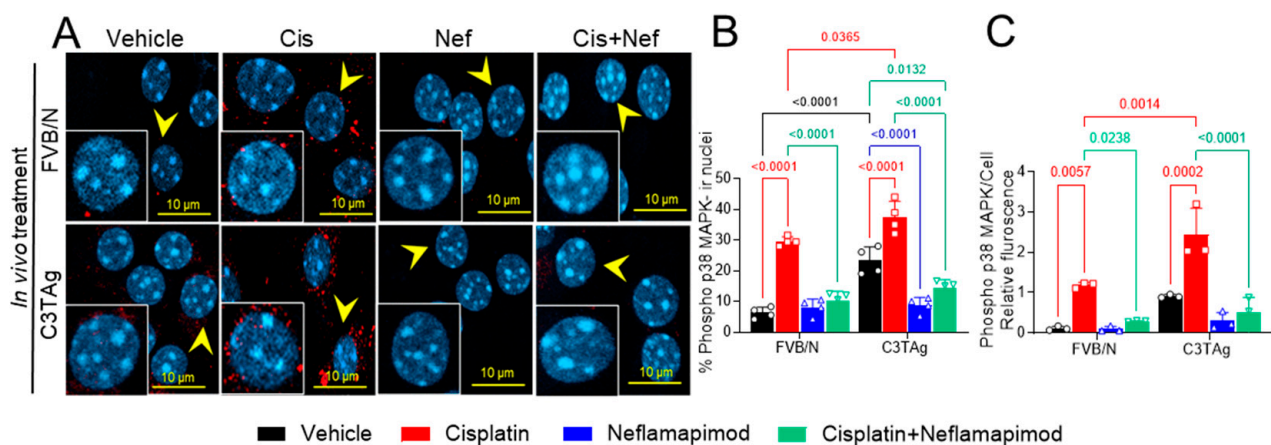 A
Vehicle
Cis
Nef
Cis+Nef
In vivo treatment
FVB/N
C3TAg
10 µm
10 µm
10 µm
10 µm
10 µm
10 µm
10 µm
10 µm
B
0.0365
0.0132
<0.0001
<0.0001
<0.0001
<0.0001
<0.0001
<0.0001
% Phospho p38 MAPK- ir nuclei
50
40
30
20
10
0
FVB/N
C3TAg
C
0.0014
0.0238
<0.0001
0.0057
0.0002
Phospho p38 MAPK/Cell
Relative fluroscence
4
3
2
1
0
FVB/N
C3TAg
Vehicle
Cisplatin
Neflamapimod
Cisplatin+Neflamapimod